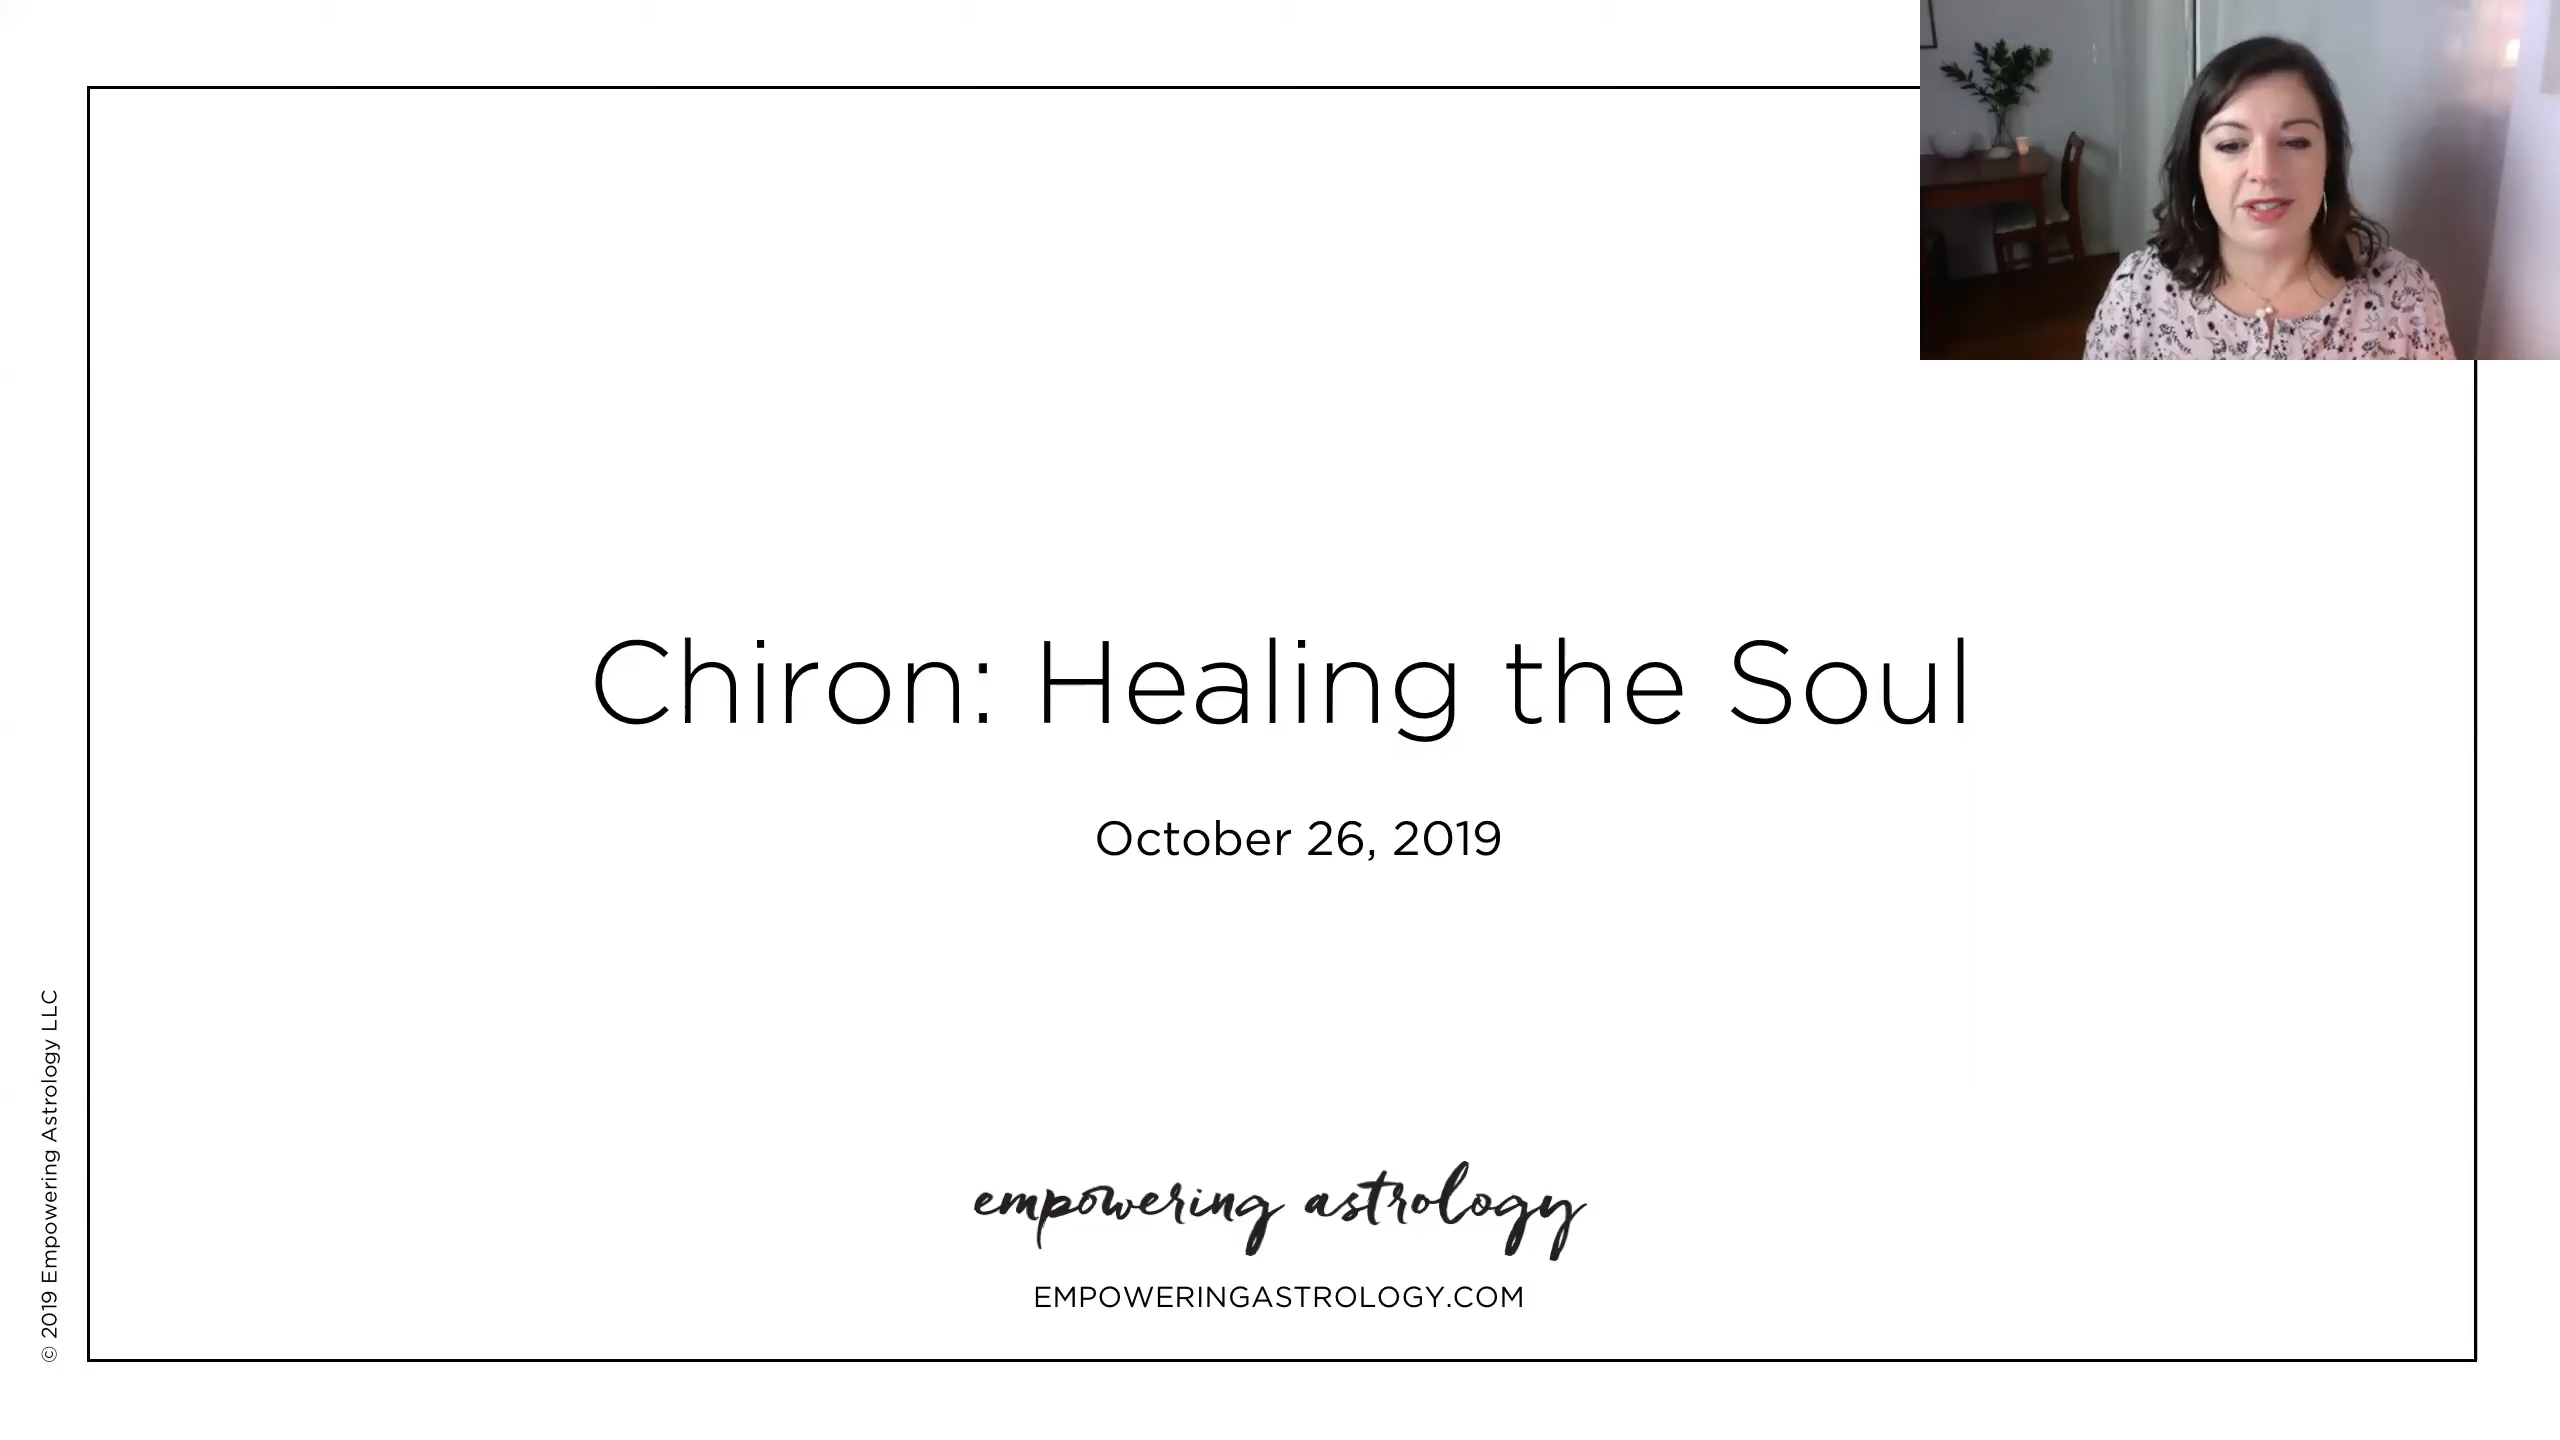 Chiron: Healing the Soul
October 26, 2019
empowering astrology
EMPOWERINGASTROLOGY.COM
© 2019 Empowering Astrology LLC